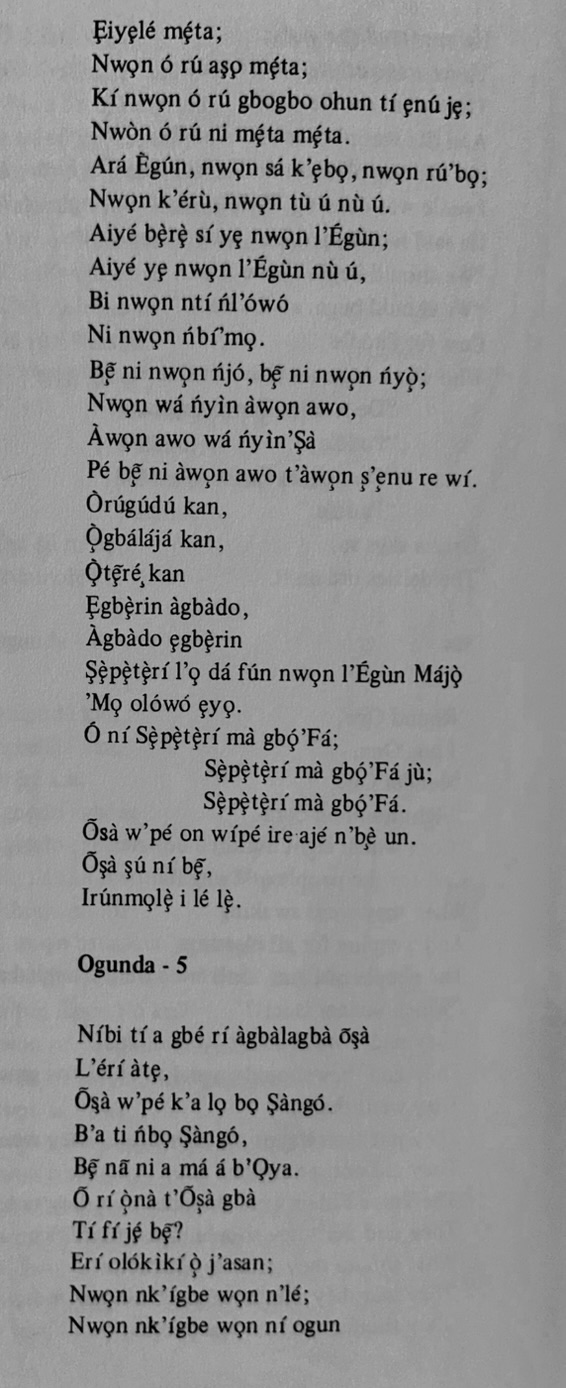 Ẹiyẹlé mẹ́ta;
Nwọn ó rú aṣọ mẹ́ta;
Kí nwọn ó rú gbogbo ohun tí ẹnú jẹ;
Nwòn ó rú ni mẹ́ta mẹ́ta.
Ará Ègún, nwọn sá k’ẹbọ, nwọn rú’bọ;
Nwọn k’érù, nwọn tù ú nù ú.
Aiyé bẹ̀rẹ̀ sí yẹ nwọn l’Égùn;
Aiyé yẹ nwọn l’Égùn nù ú,
Bi nwọn ntí ńl’ówó
Ni nwọn ńbí’mọ.
Bẹ̃ ni nwọn ńjó, bẹ̃ ni nwọn ńyọ̀;
Nwọn wá ńyìn àwọn awo,
Àwọn awo wá ńyìn’Ṣà
Pé bẹ̃ ni àwọn awo t’àwọn ṣ’ẹnu re wí.
Òrúgúdú kan,
Ọ̀gbálájá kan,
Ọ̀tẹ̃ré kan
Ẹgbẹ̀rin àgbàdo,
Àgbàdo ẹgbẹ̀rin
Ṣẹ̀pẹ̀tẹ̀rí l’ọ dá fún nwọn l’Égùn Májọ̀
’Mọ olówó ẹyọ.
Ó ní Sẹ̀pẹ̀tẹ̀rí mà gbọ́’Fá;
Sẹ̀pẹ̀tẹ̀rí mà gbọ́’Fá jù;
Sẹ̀pẹ̀tẹ̀rí mà gbọ́’Fá.
Õsà w’pé on wípé ire ajé n’bẹ̀ un.
Õṣà ṣú ní bẹ̃,
Irúnmọlẹ̀ i lé lẹ̀.
Ogunda - 5
Níbi tí a gbé rí àgbàlagbà õṣà
L’érí àtẹ,
Õṣà w’pé k’a lọ bọ Ṣàngó.
B’a ti ńbọ Ṣàngó,
Bẹ̃ nã ni a má á b’Ọya.
Õ rí ọ̀nà t’Õṣà gbà
Tí fí jẹ́ bẹ̃?
Erí olókìkí ọ̀ j’asan;
Nwọn nk’ígbe wọn n’lé;
Nwọn nk’ígbe wọn ní ogun